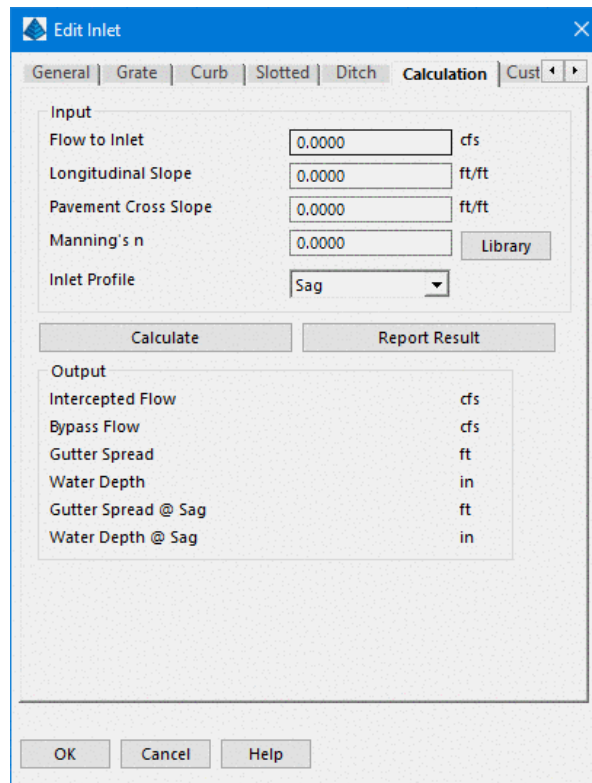 Edit Inlet
General Grate Curb Slotted Ditch Calculation Cust
Input
Flow to Inlet 0.0000 cfs
Longitudinal Slope 0.0000 ft/ft
Pavement Cross Slope 0.0000 ft/ft
Manning's n 0.0000 Library
Inlet Profile Sag
Calculate Report Result
Output
Intercepted Flow cfs
Bypass Flow cfs
Gutter Spread ft
Water Depth in
Gutter Spread @ Sag ft
Water Depth @ Sag in
OK Cancel Help